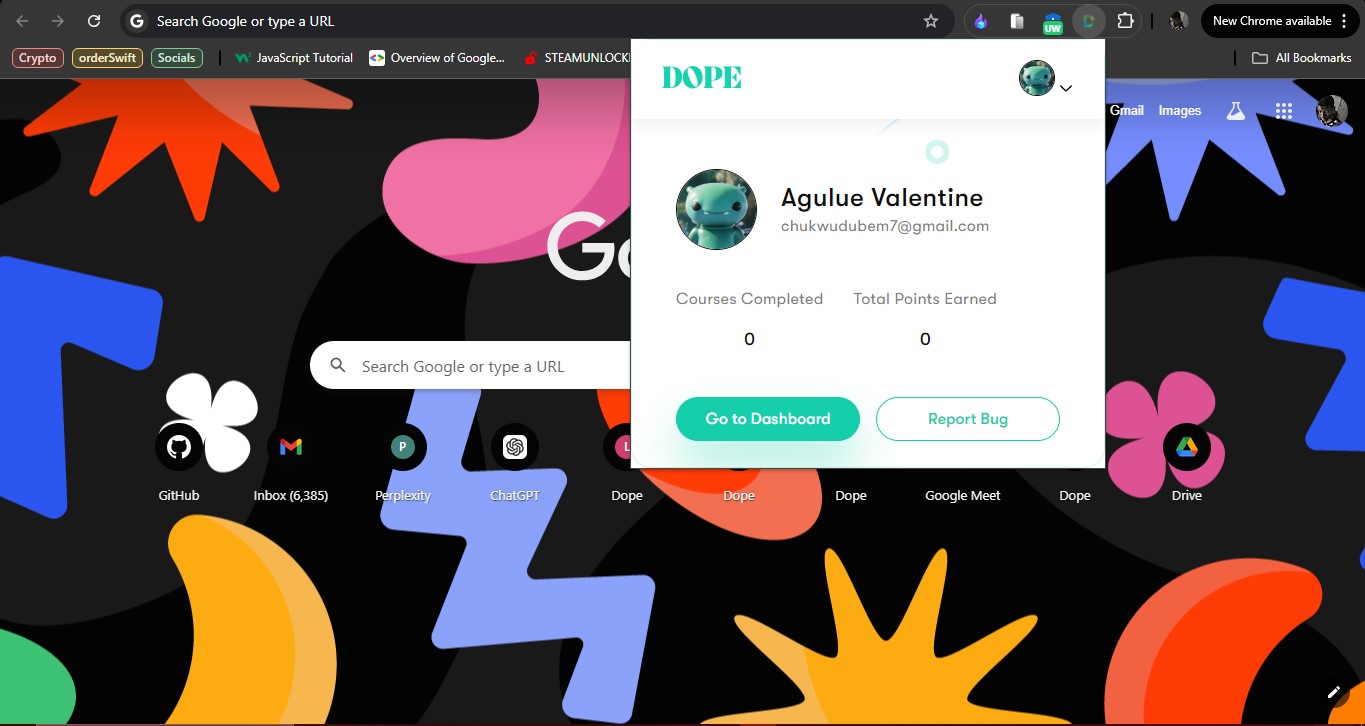 Search Google or type a URL
UW
New Chrome available
Crypto
orderSwift
Socials
JavaScript Tutorial
Overview of Google...
STEAMUNLOCK
All Bookmarks
DOPE
Gmail
Images
Agulue Valentine
chukwudubem7@gmail.com
Courses Completed
Total Points Earned
0
0
Go to Dashboard
Report Bug
Go
Search Google or type a URL
P
L
GitHub
Inbox (6,385)
Perplexity
ChatGPT
Dope
Dope
Dope
Google Meet
Dope
Drive